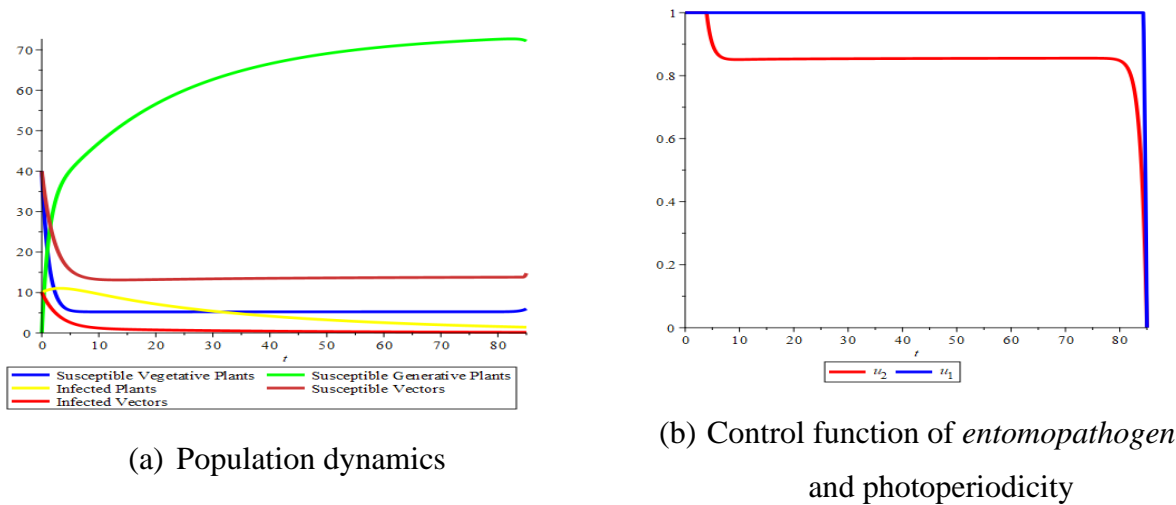 70
60
50
40
30
20
10
0
0 10 20 30 40 50 60 70 80
t
Susceptible Vegetative Plants Susceptible Generative Plants
Infected Plants Susceptible Vectors
Infected Vectors
(a) Population dynamics
1
0.8
0.6
0.4
0.2
0
0 10 20 30 40 50 60 70 80
t
u2 u1
(b) Control function of entomopathogen
and photoperiodicity